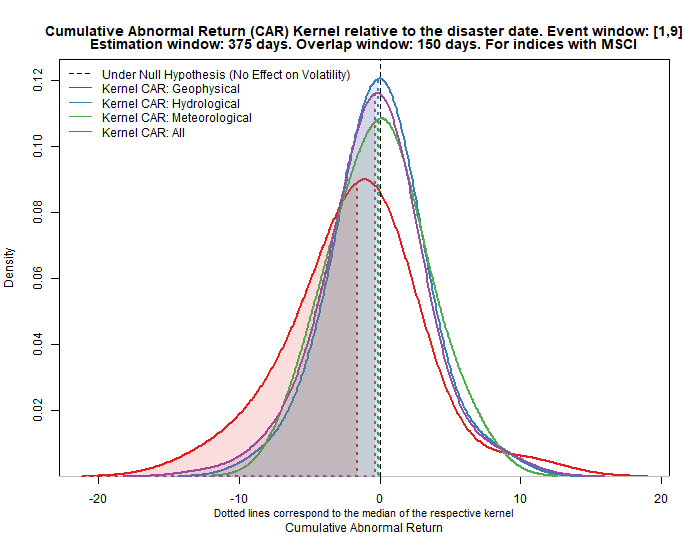 Cumulative Abnormal Return (CAR) Kernel relative to the disaster date. Event window: [1,9]
Estimation window: 375 days. Overlap window: 150 days. For indices with MSCI
Under Null Hypothesis (No Effect on Volatility)
Kernel CAR: Geophysical
Kernel CAR: Hydrological
Kernel CAR: Meteorological
Kernel CAR: All
Density
0.12
0.10
0.08
0.06
0.04
0.02
-20 -10 0 10 20
Dotted lines correspond to the median of the respective kernel
Cumulative Abnormal Return